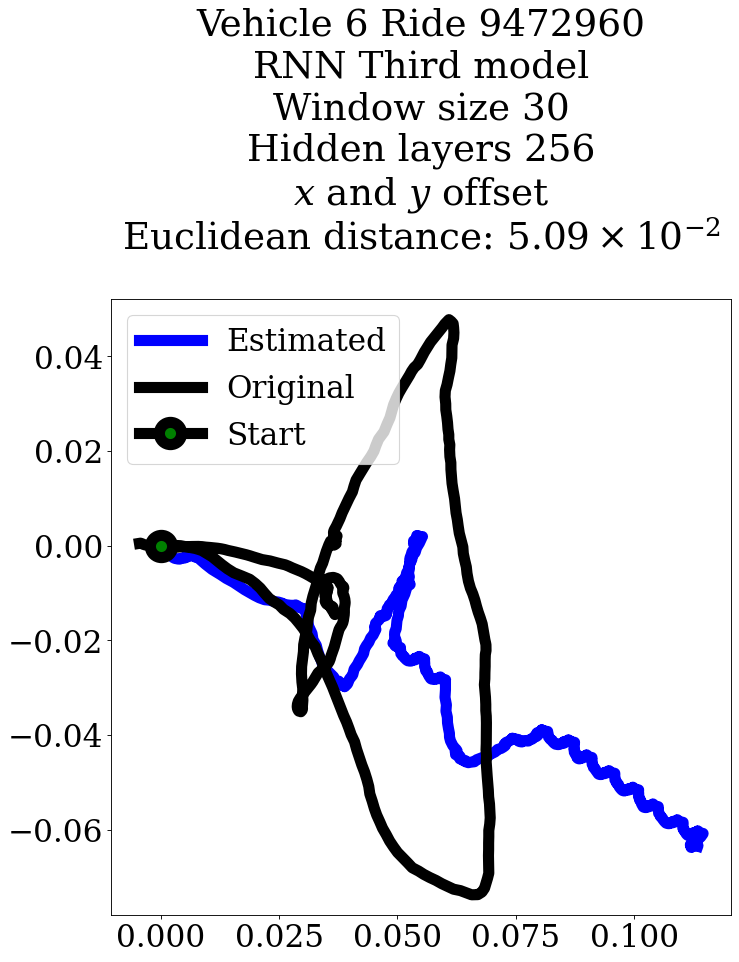 Vehicle 6 Ride 9472960
RNN Third model
Window size 30
Hidden layers 256
x and y offset
Euclidean distance: 5.09 × 10⁻²
Estimated
Original
Start
0.04
0.02
0.00
−0.02
−0.04
−0.06
0.000 0.025 0.050 0.075 0.100